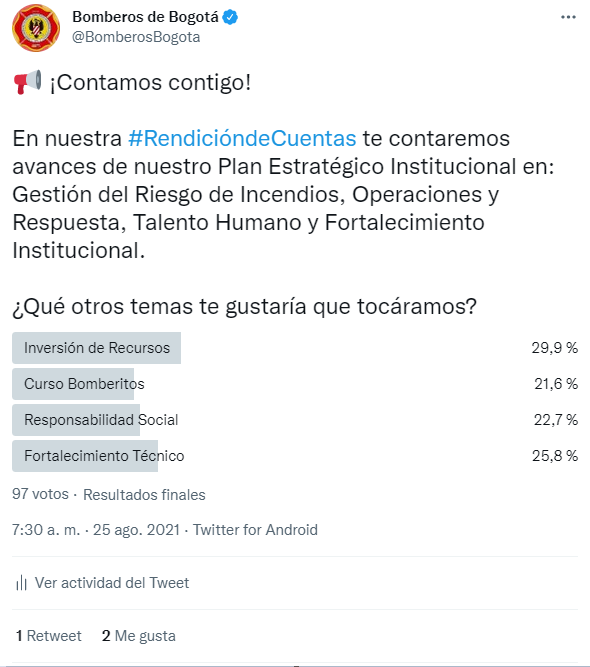 Bomberos de Bogotá
@BomberosBogota
¡Contamos contigo!
En nuestra #RendicióndeCuentas te contaremos
avances de nuestro Plan Estratégico Institucional en:
Gestión del Riesgo de Incendios, Operaciones y
Respuesta, Talento Humano y Fortalecimiento
Institucional.
¿Qué otros temas te gustaría que tocáramos?
Inversión de Recursos 29,9 %
Curso Bomberitos 21,6 %
Responsabilidad Social 22,7 %
Fortalecimiento Técnico 25,8 %
97 votos · Resultados finales
7:30 a. m. · 25 ago. 2021 · Twitter for Android
Ver actividad del Tweet
1 Retweet 2 Me gusta